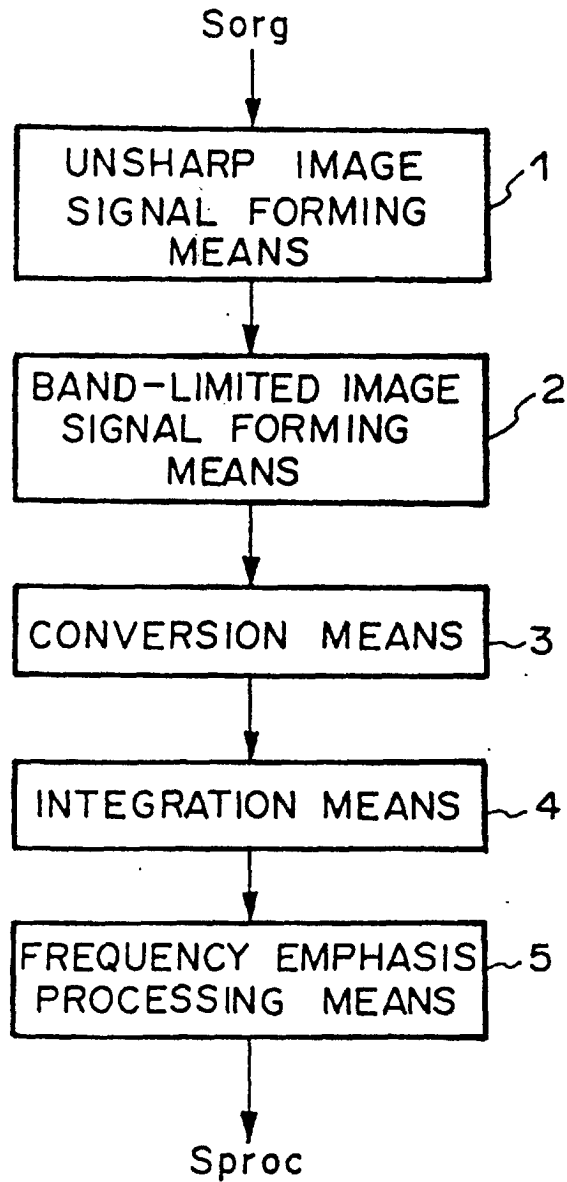 Sorg
UNSHARP IMAGE
SIGNAL FORMING
MEANS
1
BAND-LIMITED IMAGE
SIGNAL FORMING
MEANS
2
CONVERSION MEANS
3
INTEGRATION MEANS
4
FREQUENCY EMPHASIS
PROCESSING MEANS
5
Sproc